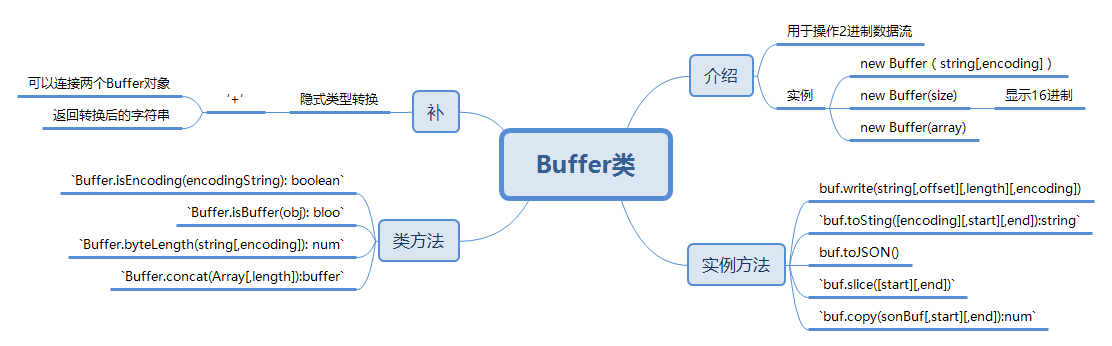 Buffer类
介绍
用于操作2进制数据流
实例
new Buffer ( string[,encoding] )
new Buffer(size)
显示16进制
new Buffer(array)
实例方法
buf.write(string[,offset][,length][,encoding])
`buf.toSting([encoding][,start][,end]):string`
buf.toJSON()
`buf.slice([start][,end])`
`buf.copy(sonBuf[,start][,end]):num`
补
隐式类型转换
'+'
可以连接两个Buffer对象
返回转换后的字符串
类方法
`Buffer.isEncoding(encodingString): boolean`
`Buffer.isBuffer(obj): bloo`
`Buffer.byteLength(string[,encoding]): num`
`Buffer.concat(Array[,length]):buffer`